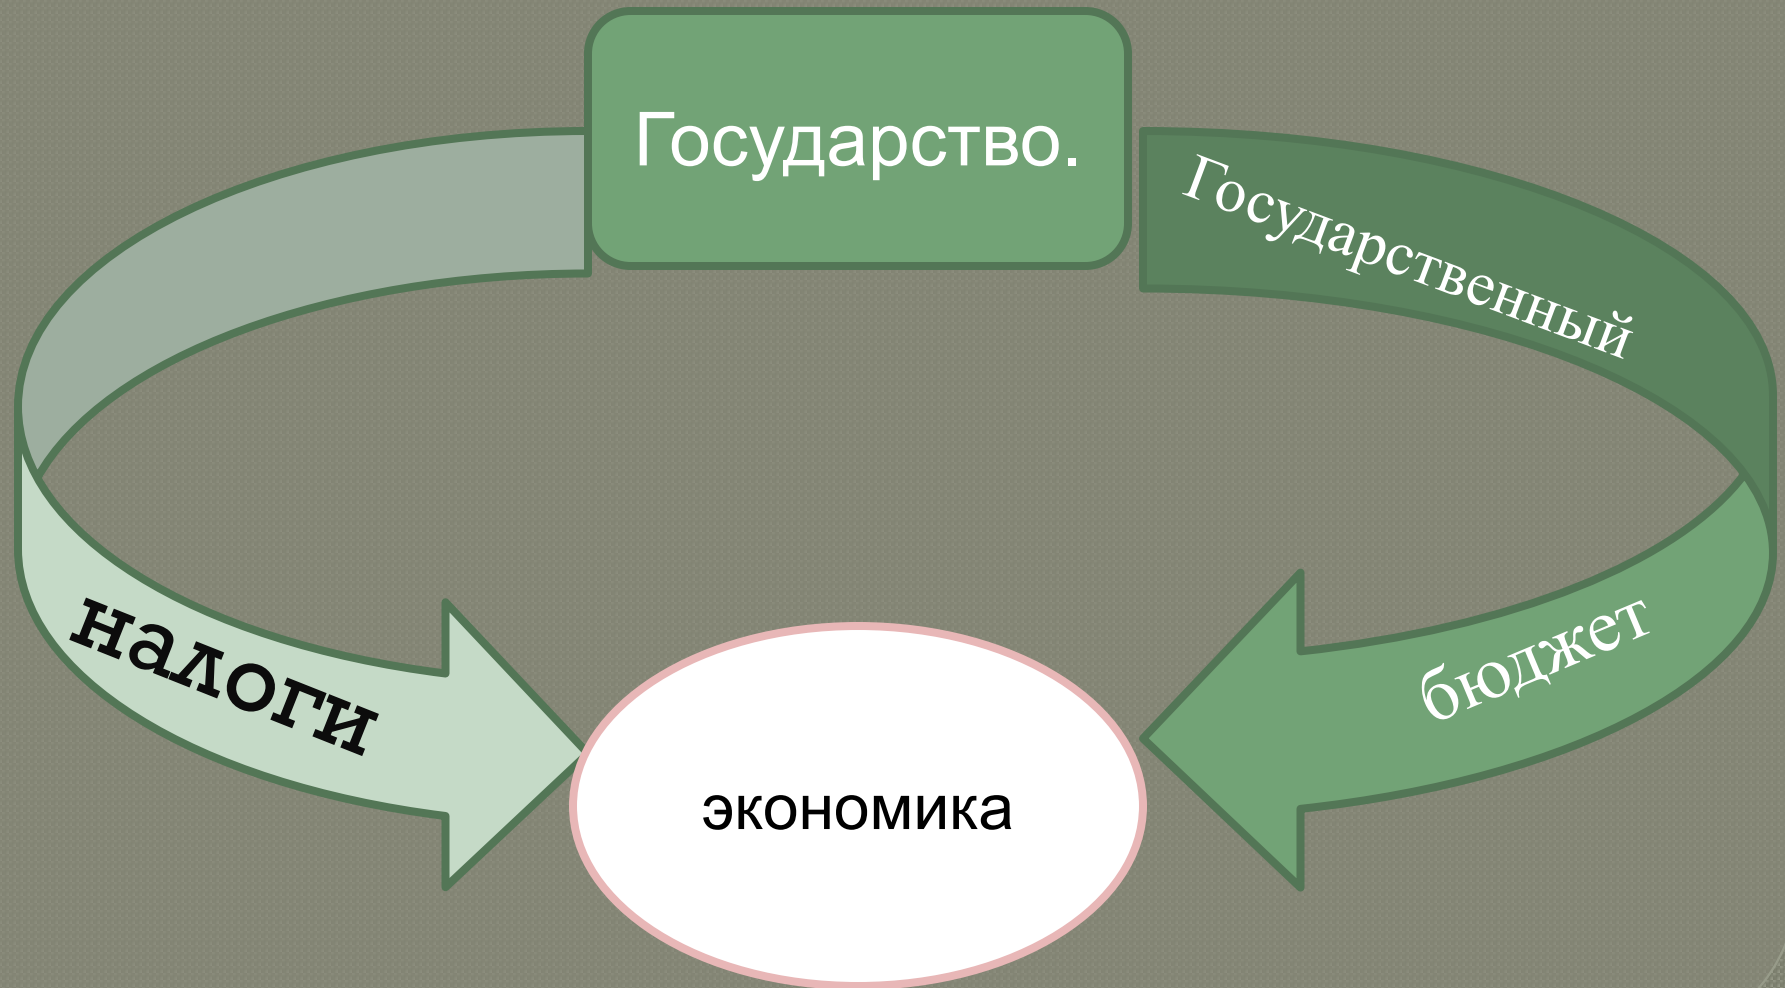 Государство.
Государственный
налоги
бюджет
экономика